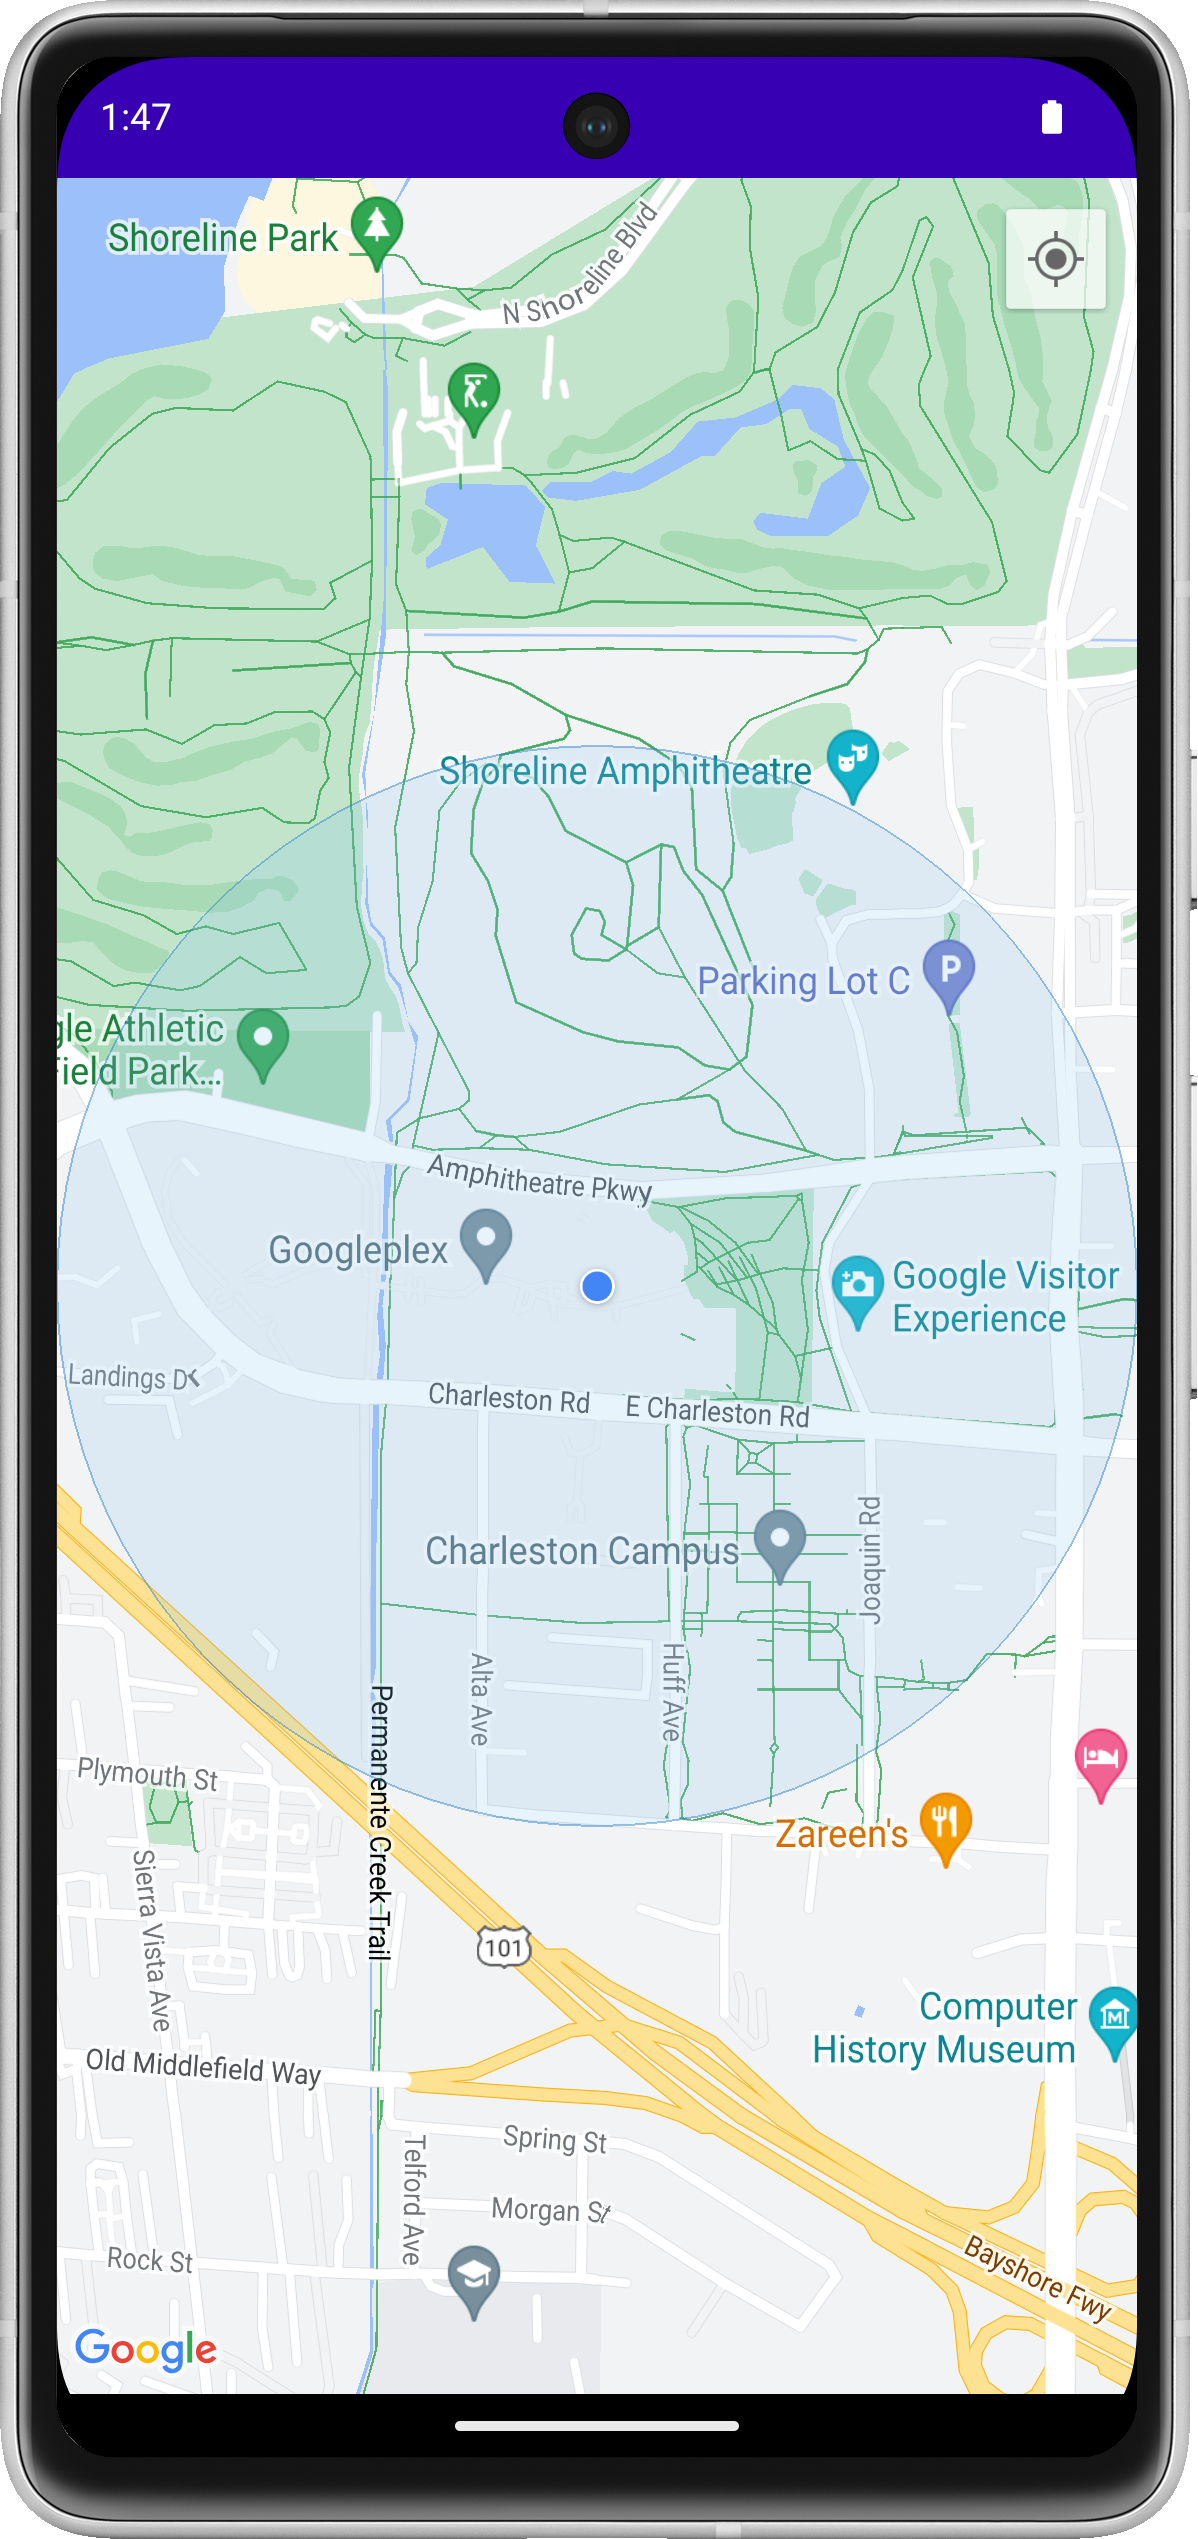 1:47
Shoreline Park
N Shoreline Blvd
Shoreline Amphitheatre
P
Parking Lot C
gle Athletic
Field Park...
Amphitheatre Pkwy
Googleplex
Google Visitor
Experience
Landings D
Charleston Rd
E Charleston Rd
Charleston Campus
Joaquin Rd
Alta Ave
Huff Ave
Permanente Creek Trail
Plymouth St
Sierra Vista Ave
Zareen's
101
Computer
History Museum
M
Old Middlefield Way
Spring St
Telford Ave
Morgan St
Rock St
Bayshore Fwy
Google